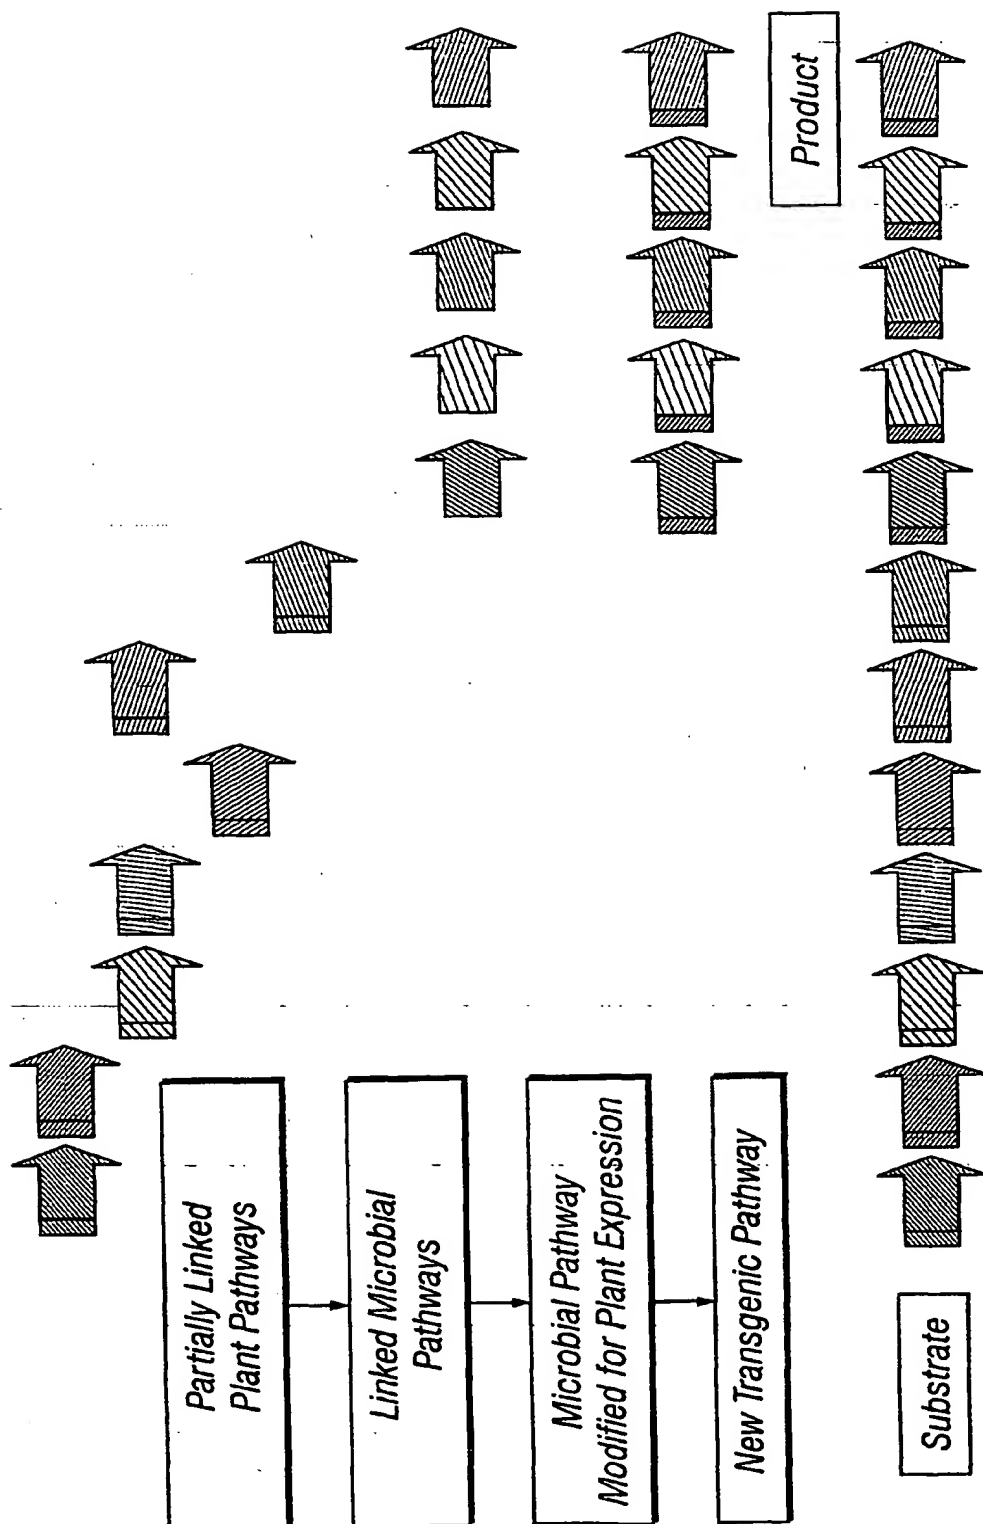 Partially Linked
Plant Pathways
Linked Microbial
Pathways
Microbial Pathway
Modified for Plant Expression
New Transgenic Pathway
Substrate
Product